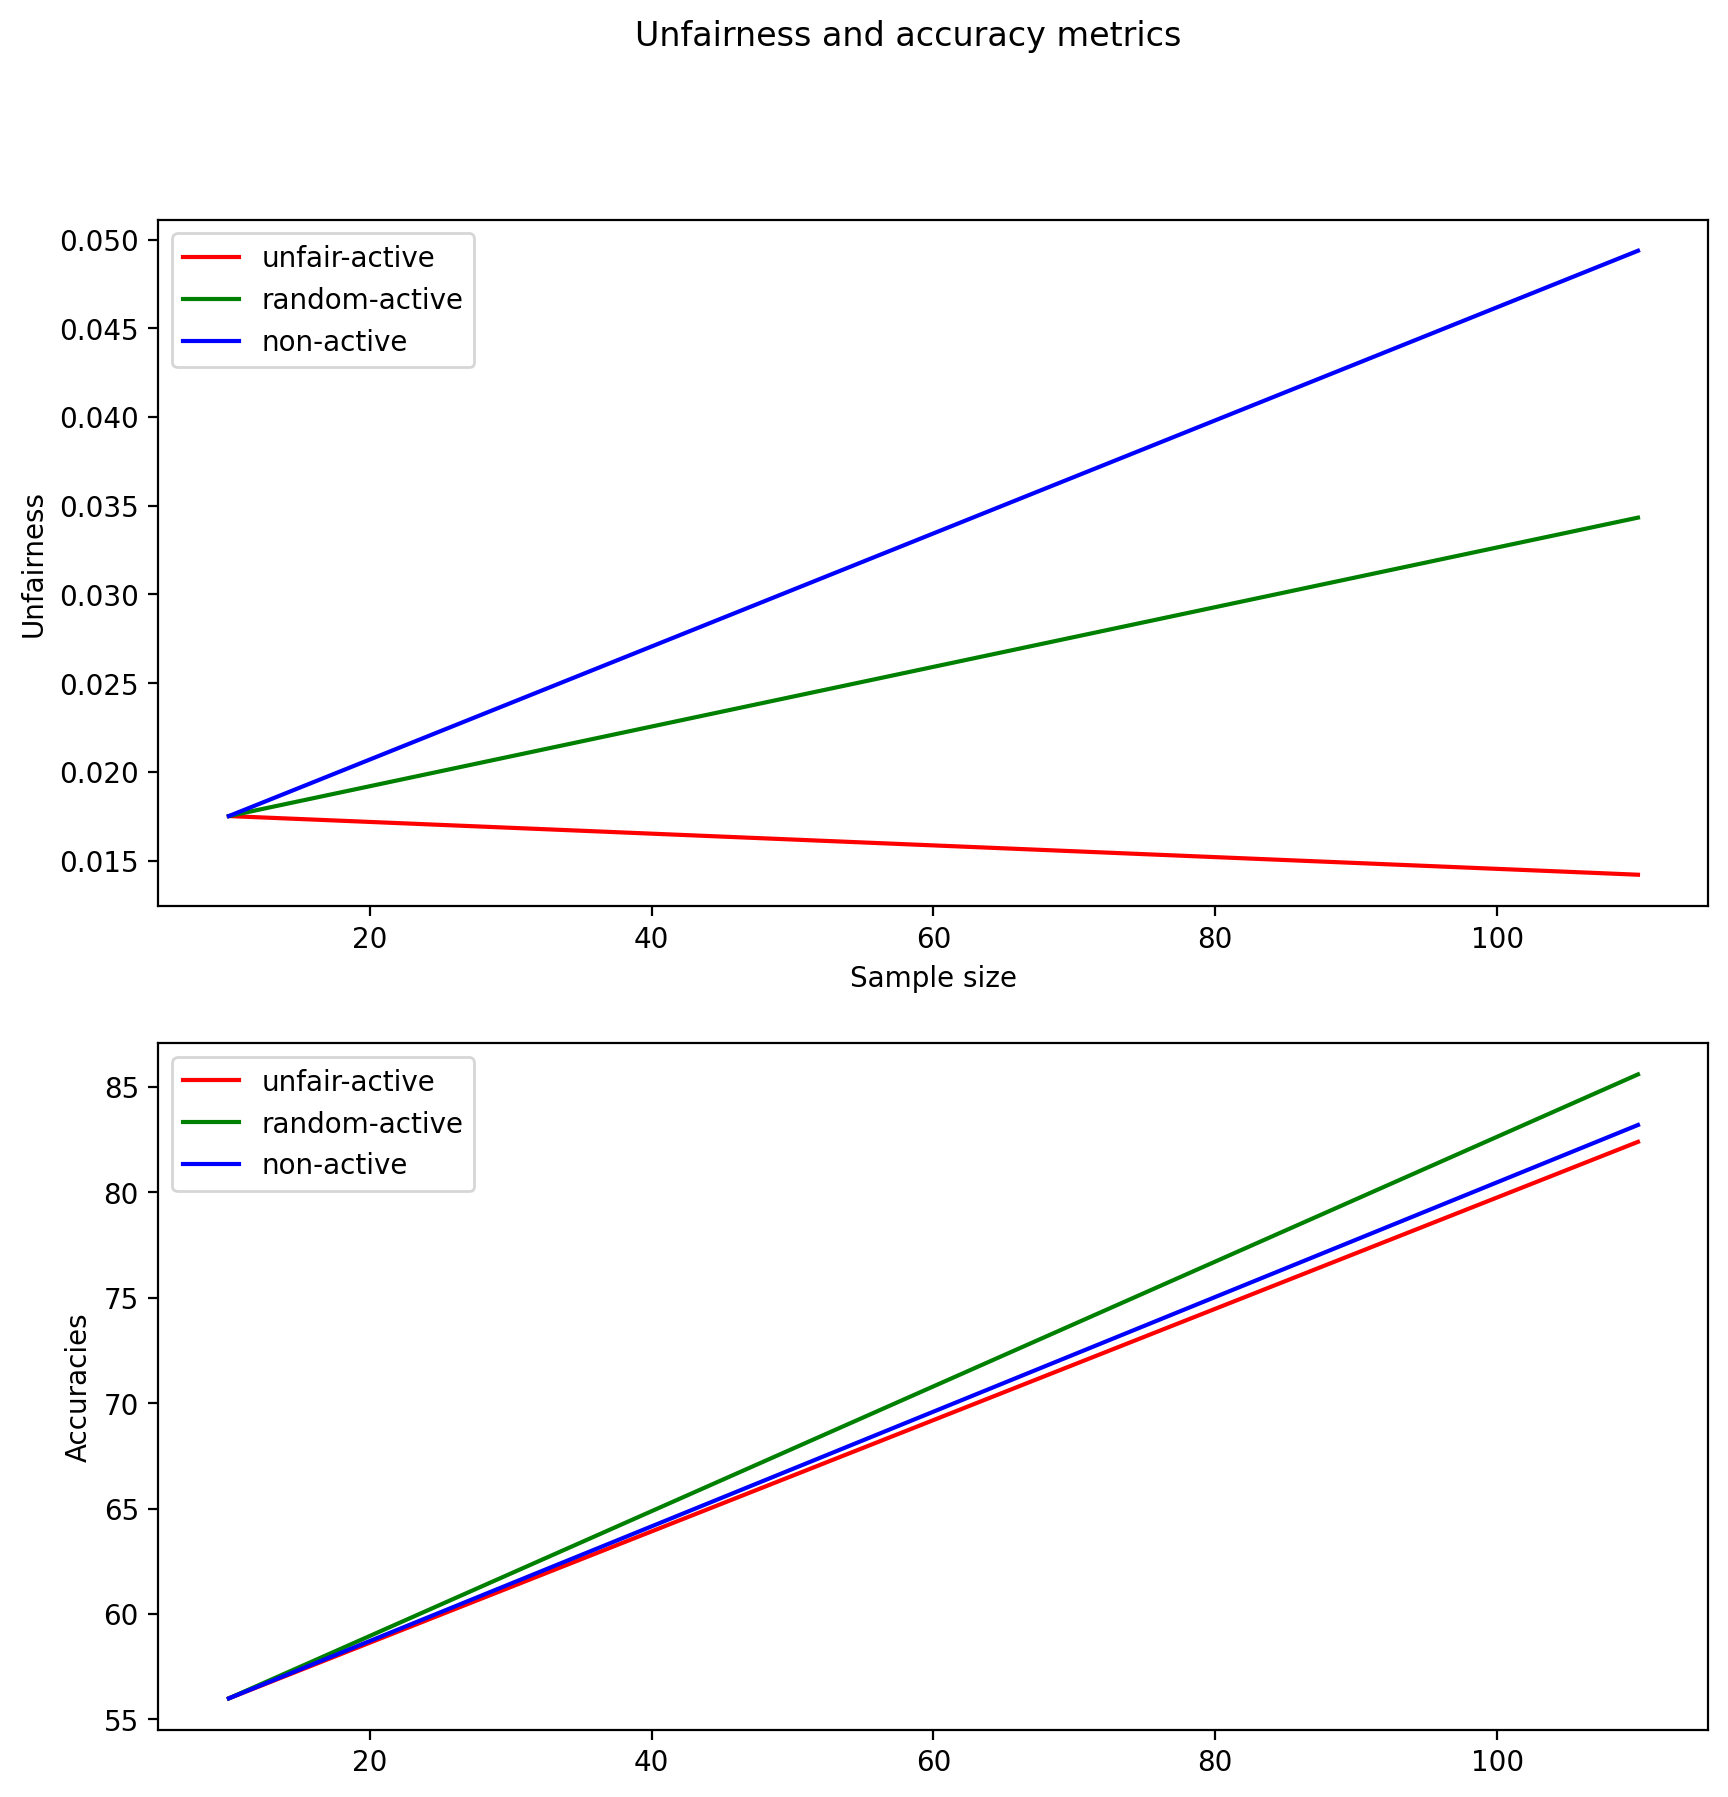 Unfairness and accuracy metrics
unfair-active
random-active
non-active
0.050
0.045
0.040
0.035
0.030
0.025
0.020
0.015
Unfairness
20 40 60 80 100
Sample size
unfair-active
random-active
non-active
85
80
75
70
65
60
55
Accuracies
20 40 60 80 100